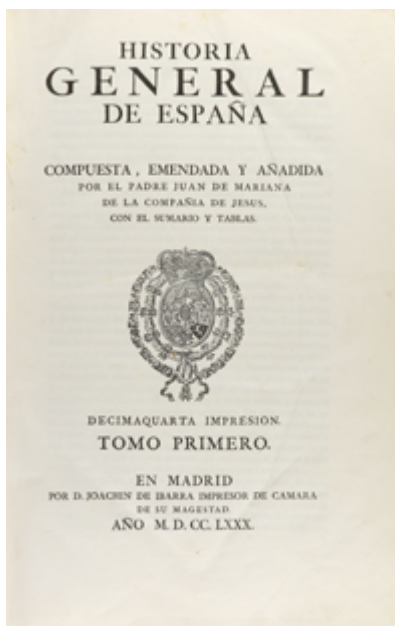 HISTORIA
GENERAL
DE ESPAÑA
COMPUESTA, EMENDADA Y AÑADIDA
POR EL PADRE JUAN DE MARIANA
DE LA COMPAÑIA DE JESUS,
CON EL SUMARIO Y TABLAS.
DECIMAQUARTA IMPRESION.
TOMO PRIMERO.
EN MADRID
POR D. JOACHIN DE IBARRA IMPRESOR DE CAMARA
DE SU MAGESTAD.
AÑO M. D. CC. LXXX.